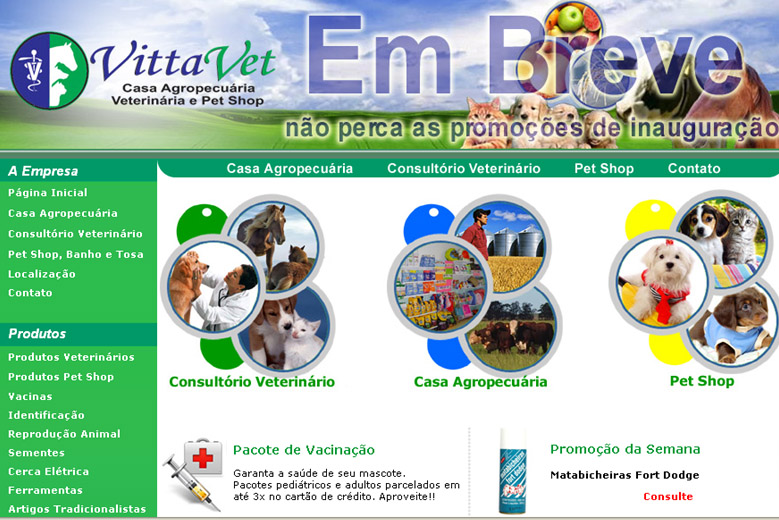 VittaVet
Casa Agropecuária
Veterinária e Pet Shop
Em Breve
não perca as promoções de inauguração
A Empresa
Página Inicial
Casa Agropecuária
Consultório Veterinário
Pet Shop, Banho e Tosa
Localização
Contato
Produtos
Produtos Veterinários
Produtos Pet Shop
Vacinas
Identificação
Reprodução Animal
Sementes
Cerca Elétrica
Ferramentas
Artigos Tradicionalistas
Casa Agropecuária Consultório Veterinário Pet Shop Contato
Consultório Veterinário
Casa Agropecuária
Pet Shop
Pacote de Vacinação
Garanta a saúde de seu mascote.
Pacotes pediátricos e adultos parcelados em
até 3x no cartão de crédito. Aproveite!!
Promoção da Semana
Matabicheiras Fort Dodge
Consulte